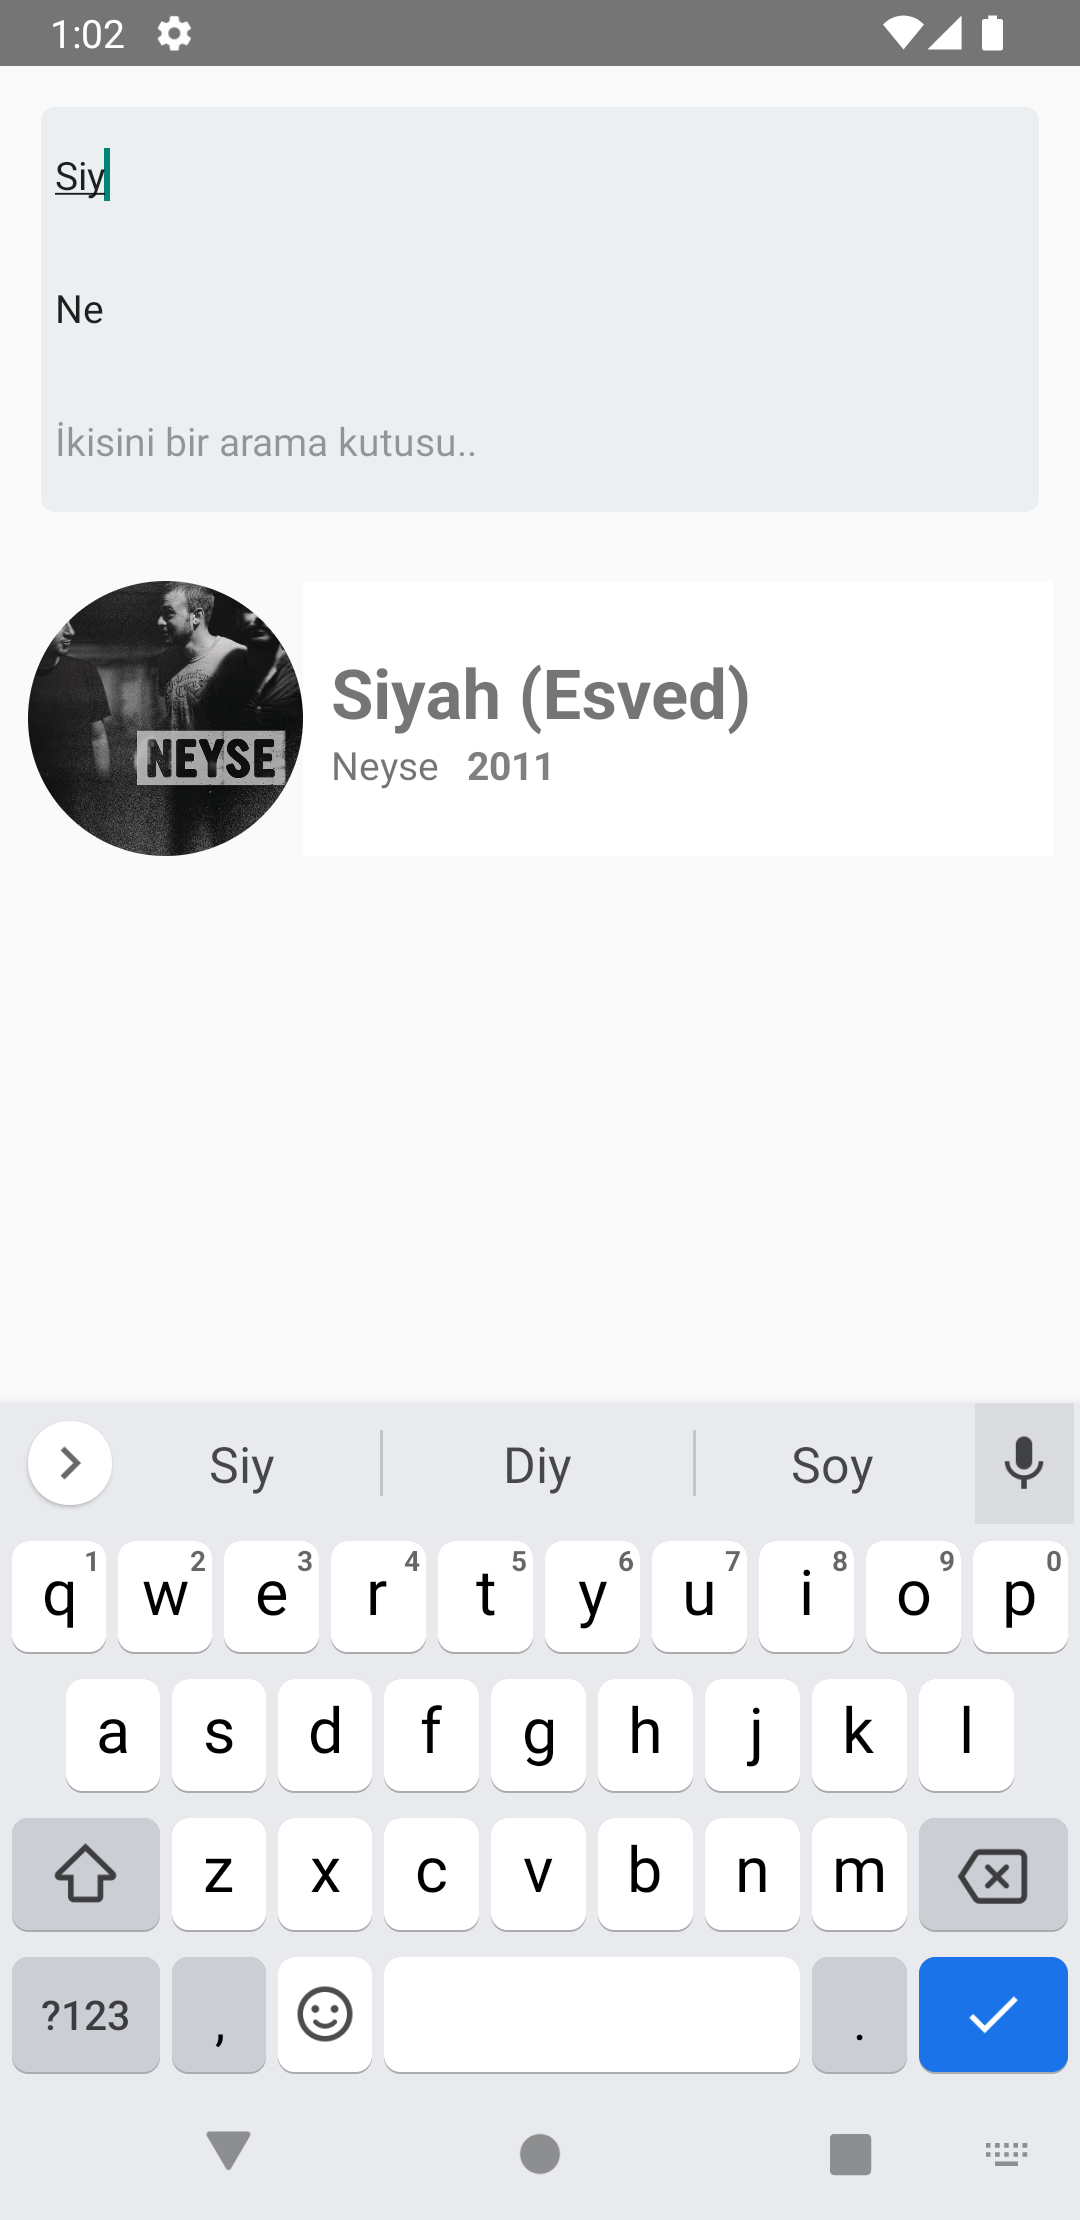 1:02
Siy
Ne
İkisini bir arama kutusu..
NEYSE
Siyah (Esved)
Neyse 2011
Siy Diy Soy
q 1 w 2 e 3 r 4 t 5 y 6 u 7 i 8 o 9 p 0
a s d f g h j k l
z x c v b n m
?123 , .